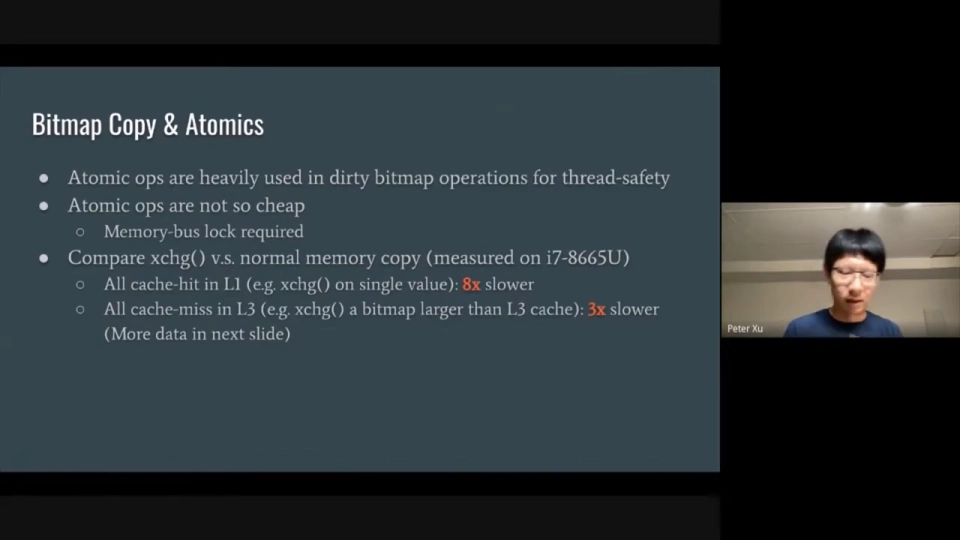 Bitmap Copy & Atomics
● Atomic ops are heavily used in dirty bitmap operations for thread-safety
● Atomic ops are not so cheap
○ Memory-bus lock required
● Compare xchg() v.s. normal memory copy (measured on i7-8665U)
○ All cache-hit in L1 (e.g. xchg() on single value): 8x slower
○ All cache-miss in L3 (e.g. xchg() a bitmap larger than L3 cache): 3x slower
(More data in next slide)
Peter Xu